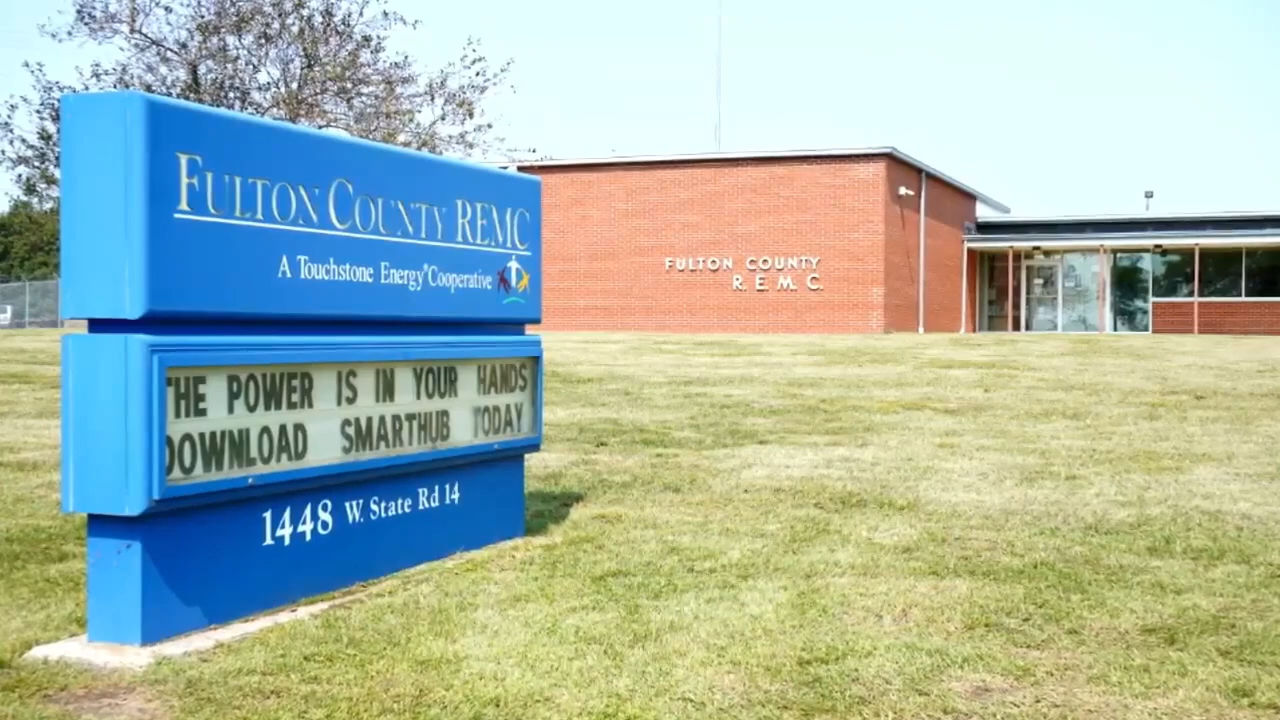 FULTON COUNTY REMC
A Touchstone Energy® Cooperative
THE POWER IS IN YOUR HANDS
DOWNLOAD SMARTHUB TODAY
1448 W. State Rd 14
FULTON COUNTY
R. E. M. C.